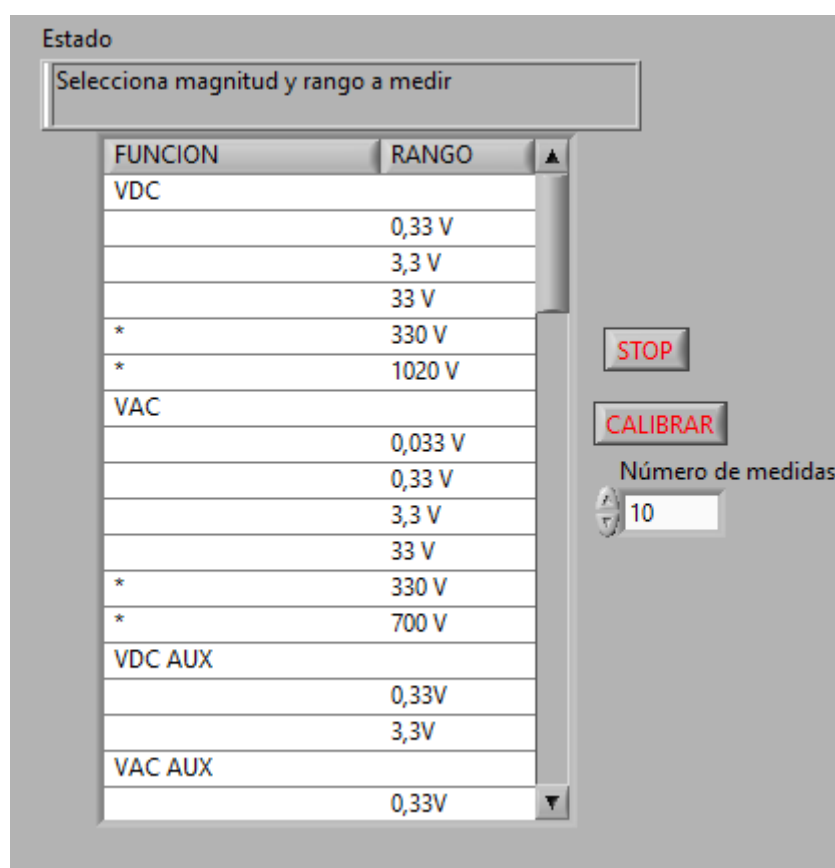 Estado
Selecciona magnitud y rango a medir
FUNCION RANGO
VDC
0,33 V
3,3 V
33 V
* 330 V
* 1020 V
VAC
0,033 V
0,33 V
3,3 V
33 V
* 330 V
* 700 V
VDC AUX
0,33V
3,3V
VAC AUX
0,33V
STOP
CALIBRAR
Número de medidas
10